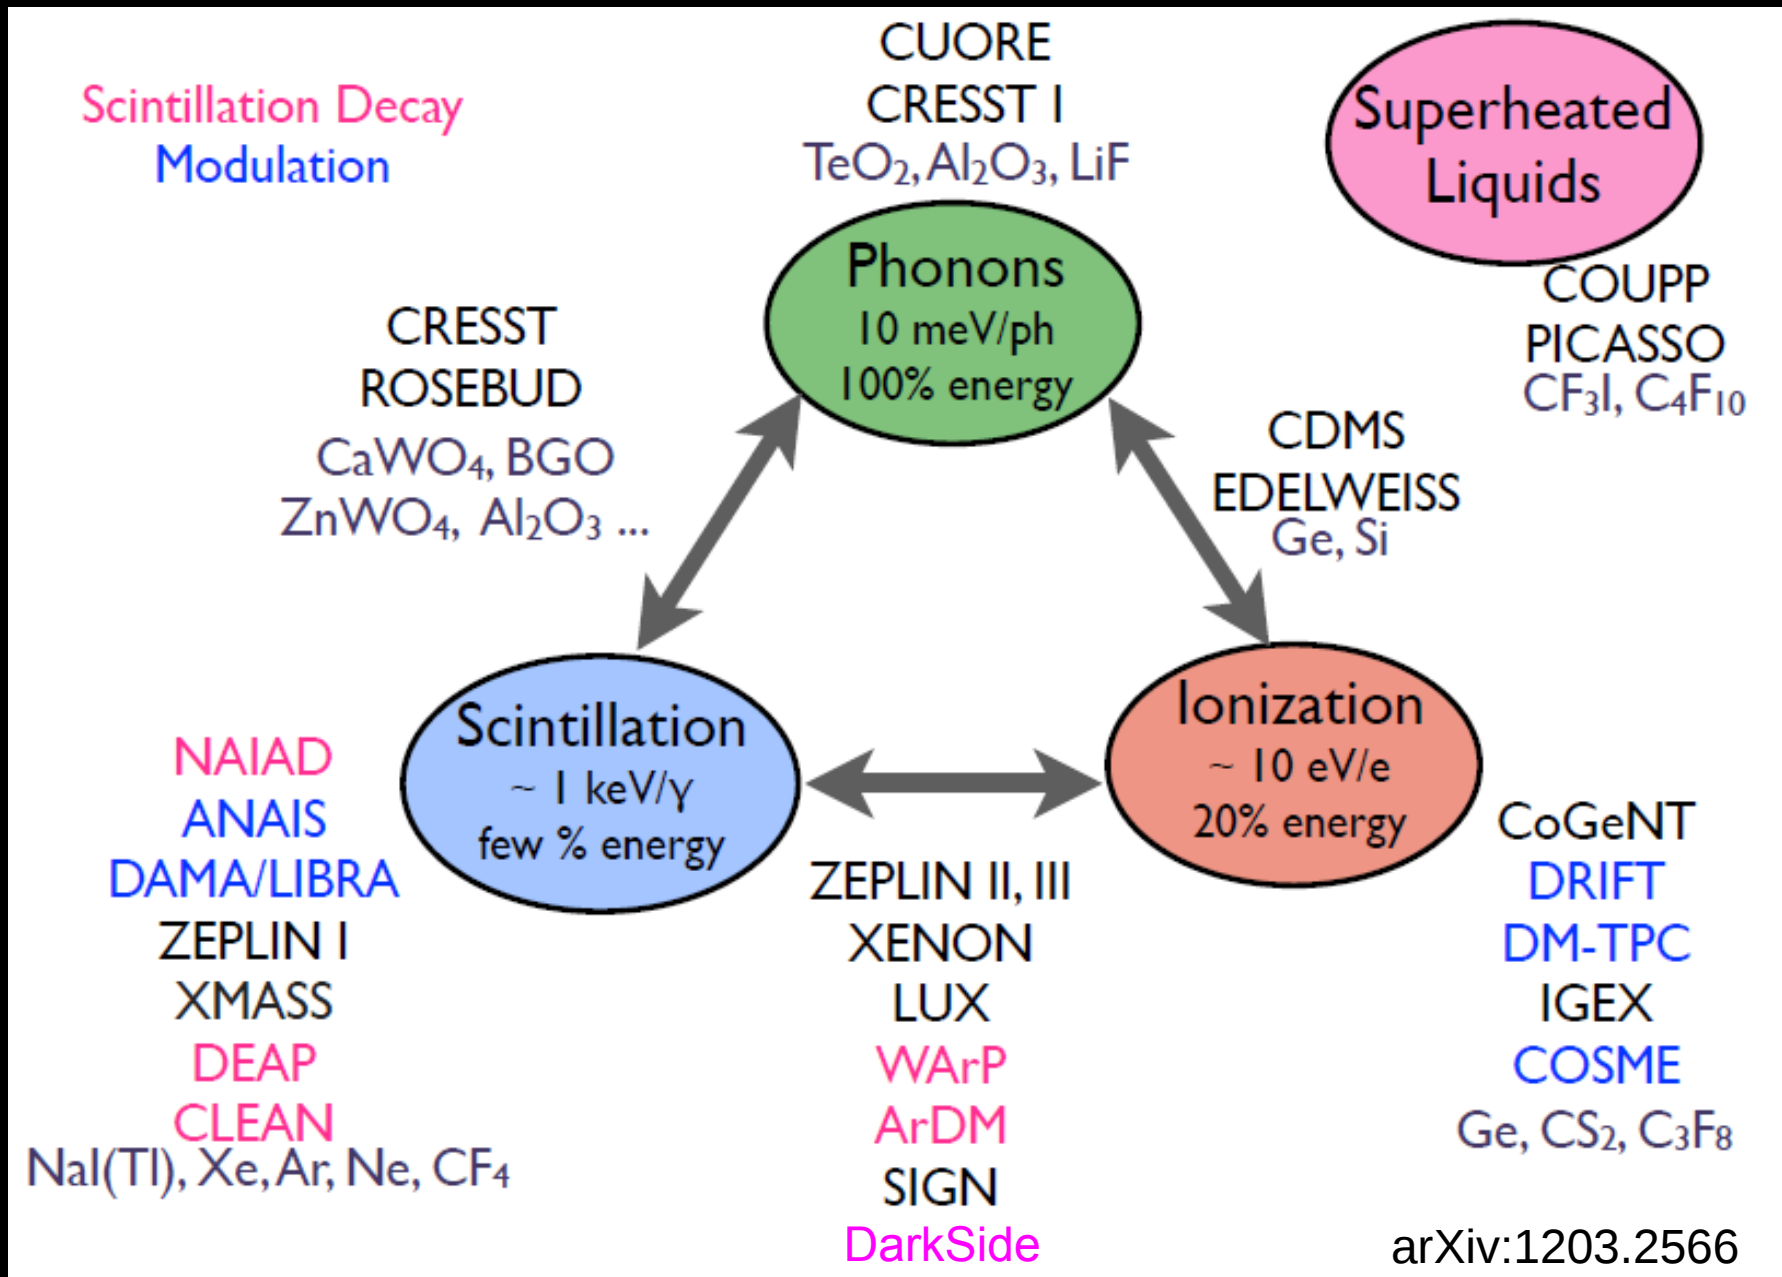 Scintillation Decay
Modulation
CUORE
CRESST I
TeO₂, Al₂O₃, LiF
Superheated
Liquids
COUPP
PICASSO
CF₃I, C₄F₁₀
Phonons
10 meV/ph
100% energy
CRESST
ROSEBUD
CaWO₄, BGO
ZnWO₄, Al₂O₃ ...
CDMS
EDELWEISS
Ge, Si
Scintillation
~ 1 keV/γ
few % energy
Ionization
~ 10 eV/e
20% energy
NAIAD
ANAIS
DAMA/LIBRA
ZEPLIN I
XMASS
DEAP
CLEAN
NaI(Tl), Xe, Ar, Ne, CF₄
ZEPLIN II, III
XENON
LUX
WArP
ArDM
SIGN
DarkSide
CoGeNT
DRIFT
DM-TPC
IGEX
COSME
Ge, CS₂, C₃F₈
arXiv:1203.2566